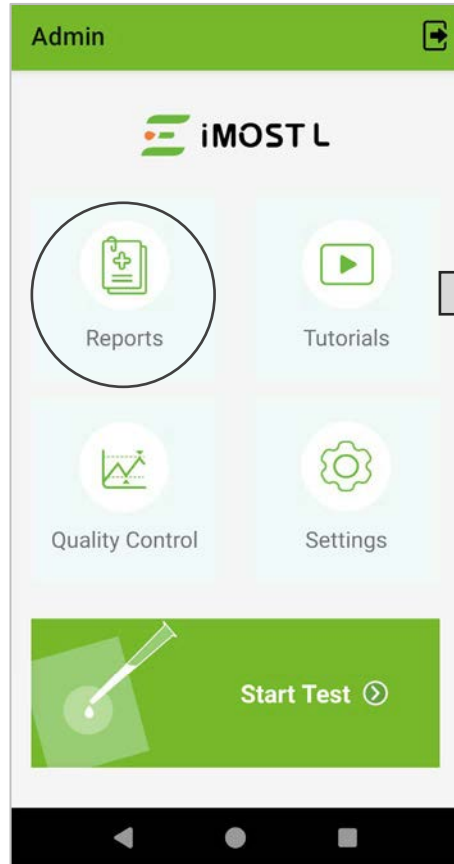 Admin
iMOST L
Reports
Tutorials
Quality Control
Settings
Start Test